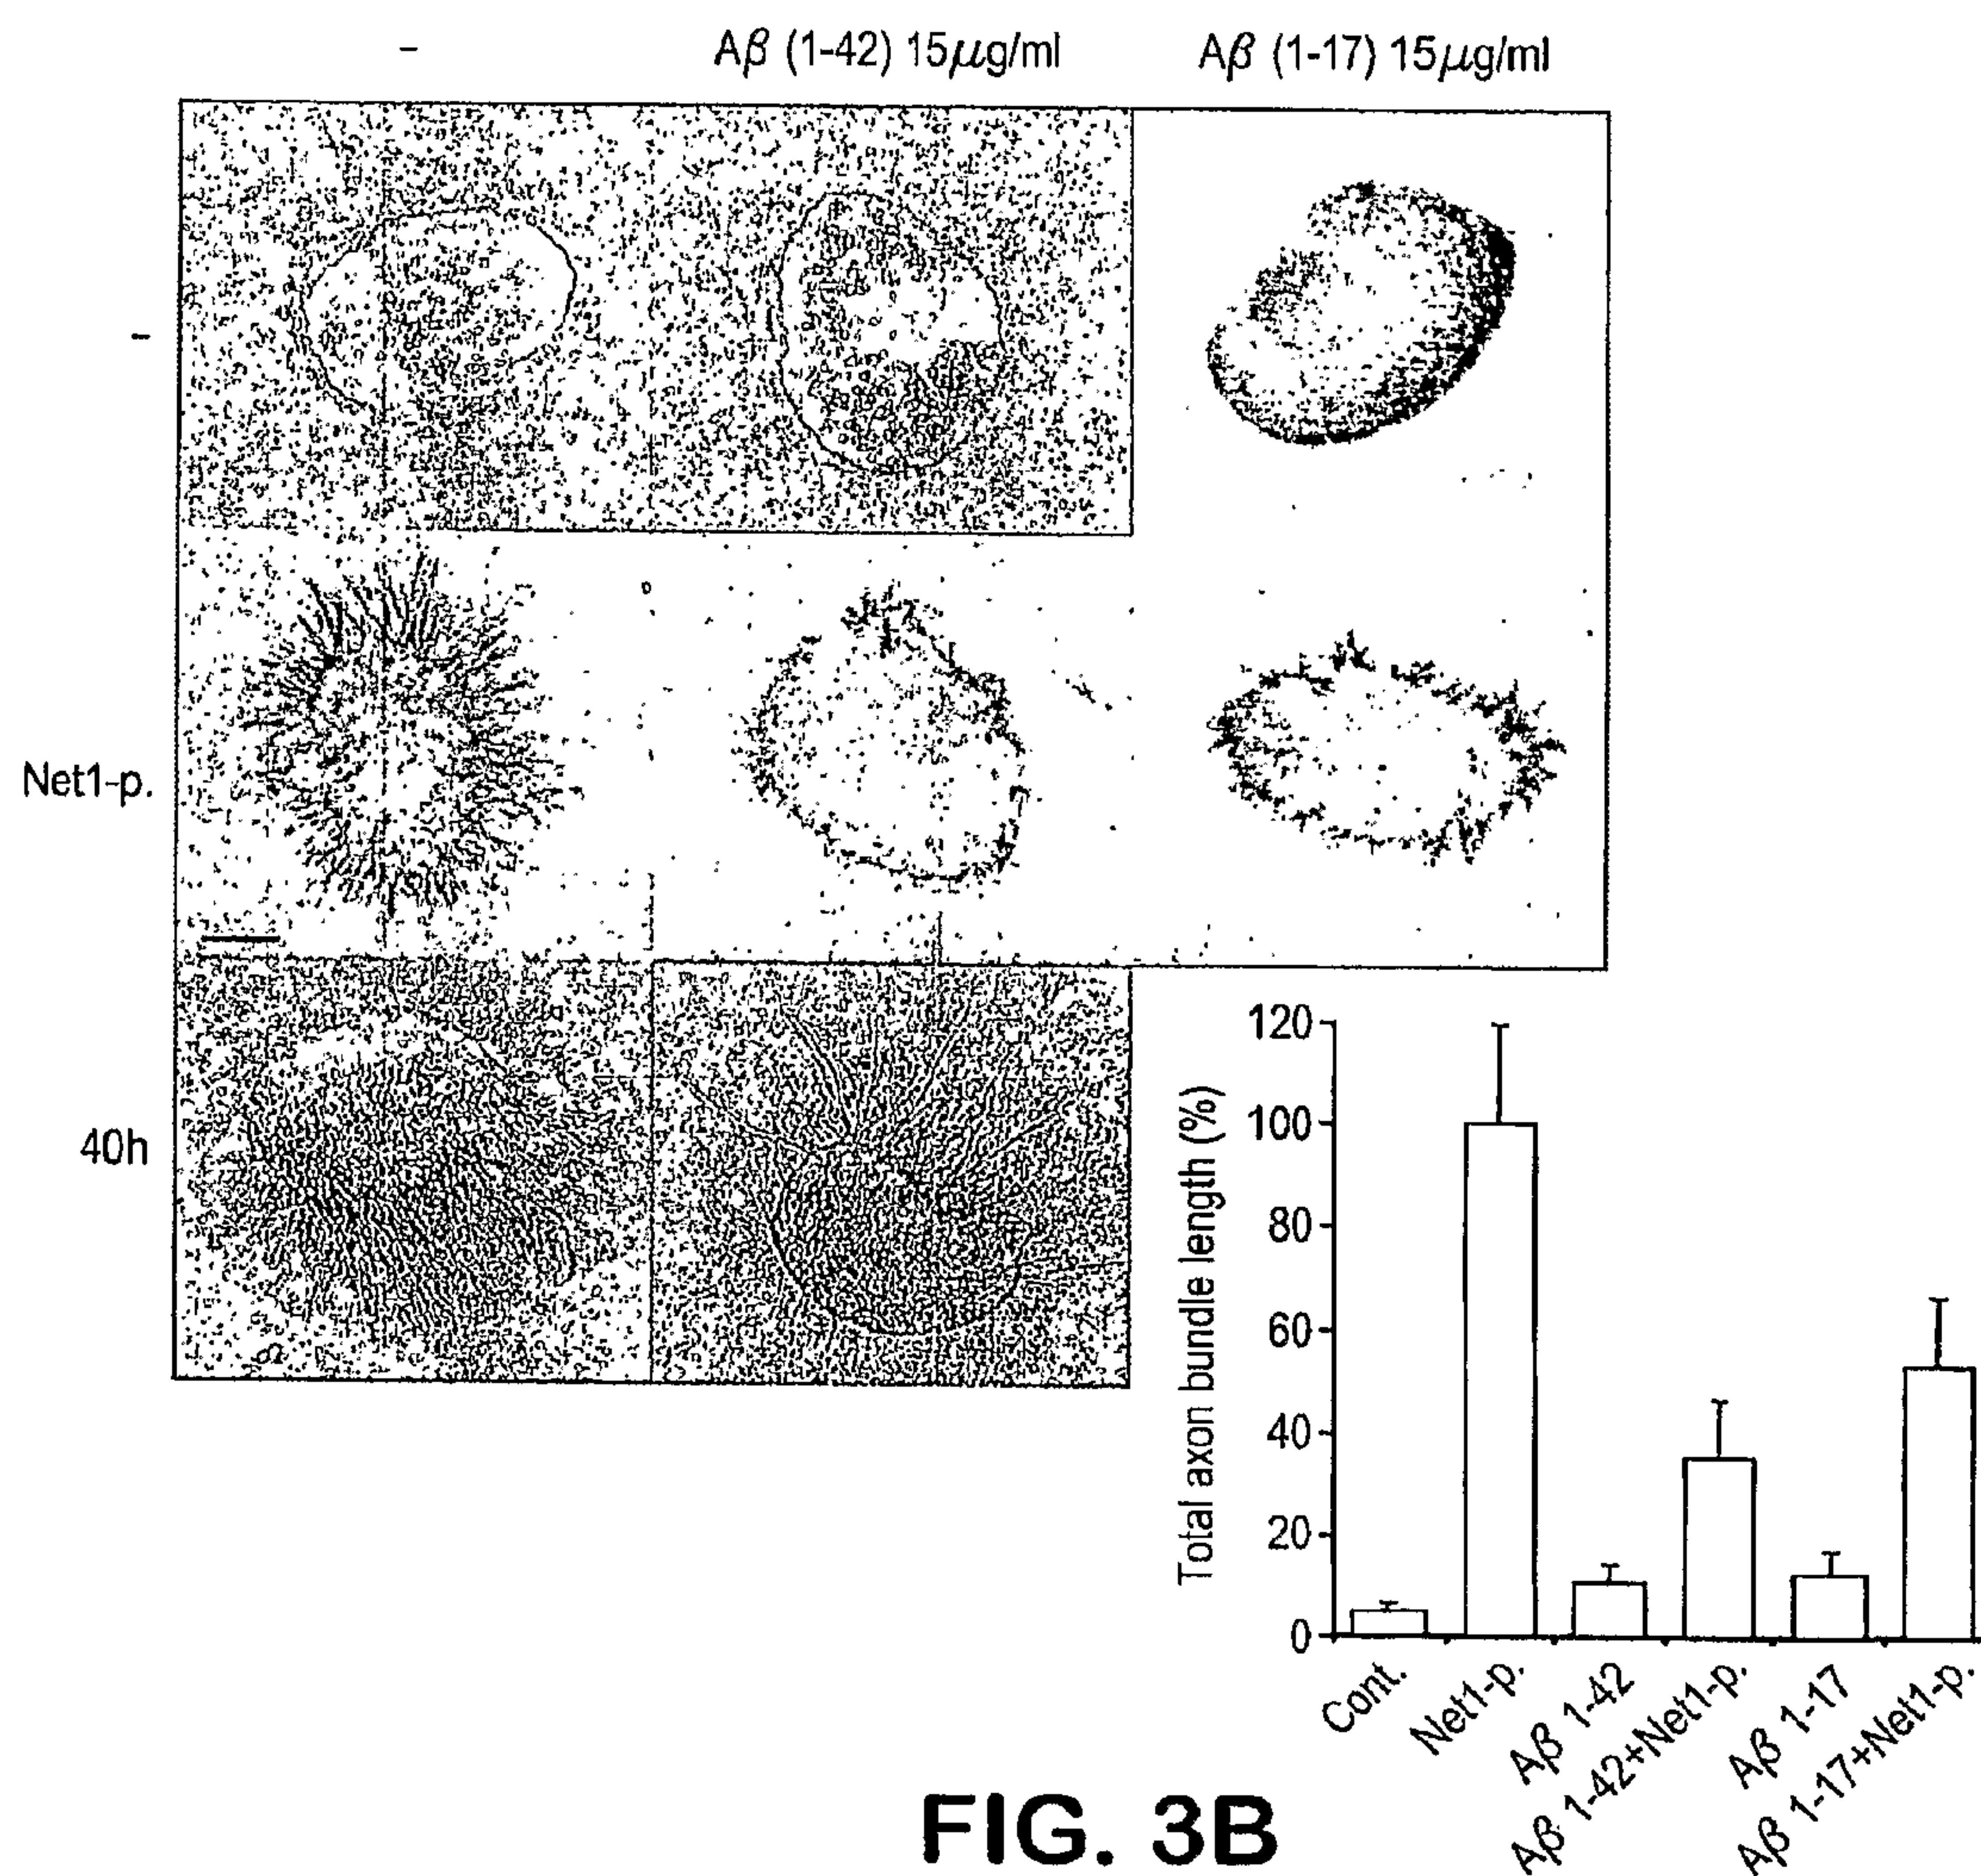 –
Aβ (1-42) 15μg/ml
Aβ (1-17) 15μg/ml
–
Net1-p.
40h
Total axon bundle length (%)
120
100
80
60
40
20
0
Cont.
Net1-p.
Aβ 1-42
Aβ 1-42+Net1-p.
Aβ 1-17
Aβ 1-17+Net1-p.
FIG. 3B